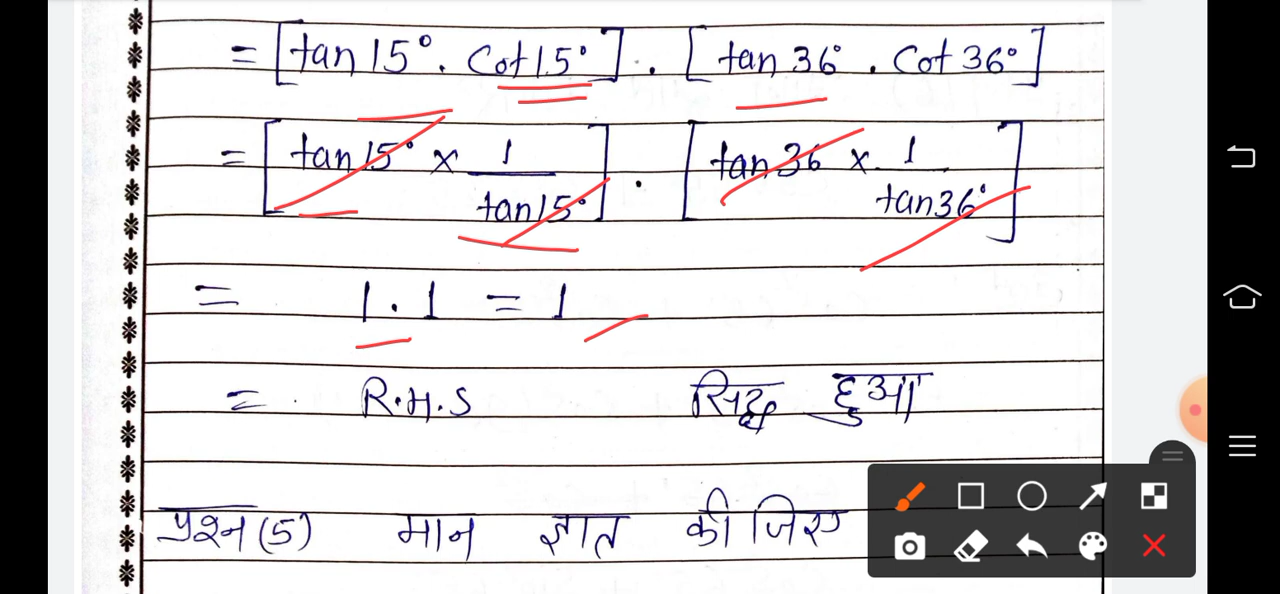 = [tan 15° . Cot 15°] . [tan 36° . Cot 36°]
= [tan 15° × 1/tan 15°] . [tan 36 × 1/tan 36°]
= 1 . 1 = 1
= R.H.S सिद्ध हुआ
प्रश्न (5) मान ज्ञात कीजिए